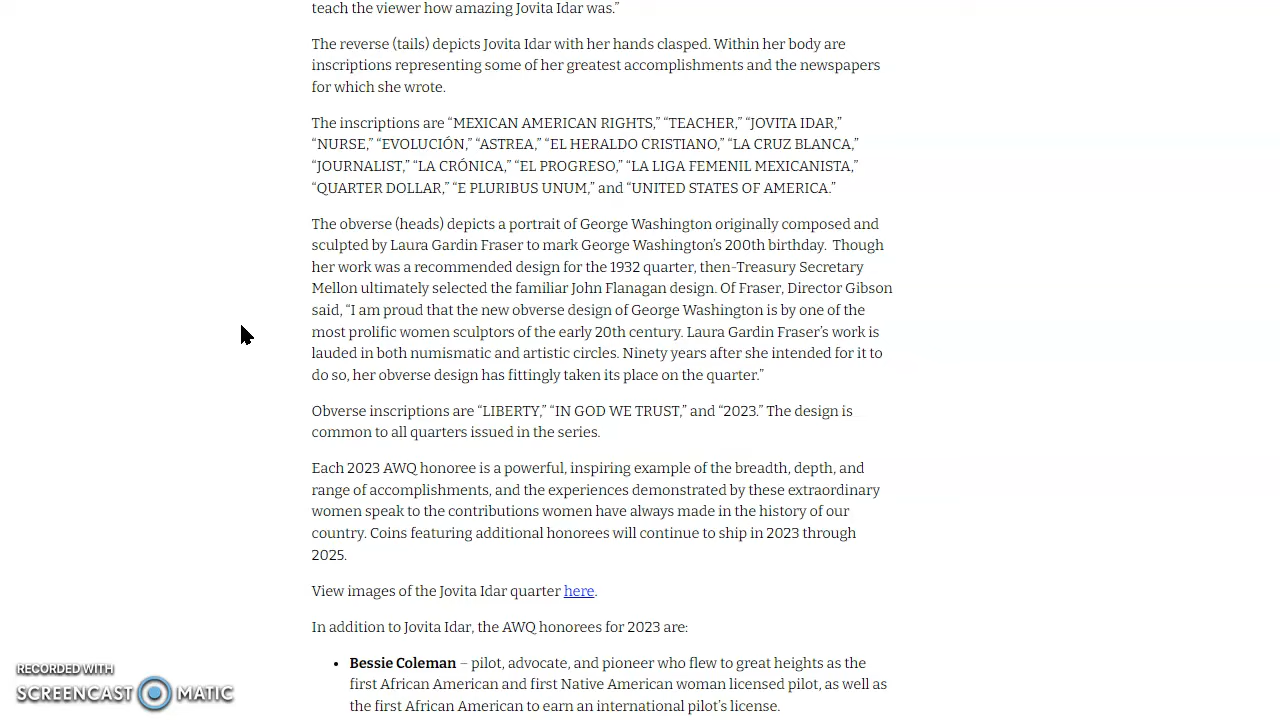 teach the viewer how amazing Jovita Idar was.”
The reverse (tails) depicts Jovita Idar with her hands clasped. Within her body are
inscriptions representing some of her greatest accomplishments and the newspapers
for which she wrote.
The inscriptions are “MEXICAN AMERICAN RIGHTS,” “TEACHER,” “JOVITA IDAR,”
“NURSE,” “EVOLUCIÓN,” “ASTREA,” “EL HERALDO CRISTIANO,” “LA CRUZ BLANCA,”
“JOURNALIST,” “LA CRÓNICA,” “EL PROGRESO,” “LA LIGA FEMENIL MEXICANISTA,”
“QUARTER DOLLAR,” “E PLURIBUS UNUM,” and “UNITED STATES OF AMERICA.”
The obverse (heads) depicts a portrait of George Washington originally composed and
sculpted by Laura Gardin Fraser to mark George Washington’s 200th birthday.  Though
her work was a recommended design for the 1932 quarter, then-Treasury Secretary
Mellon ultimately selected the familiar John Flanagan design. Of Fraser, Director Gibson
said, “I am proud that the new obverse design of George Washington is by one of the
most prolific women sculptors of the early 20th century. Laura Gardin Fraser’s work is
lauded in both numismatic and artistic circles. Ninety years after she intended for it to
do so, her obverse design has fittingly taken its place on the quarter.”
Obverse inscriptions are “LIBERTY,” “IN GOD WE TRUST,” and “2023.” The design is
common to all quarters issued in the series.
Each 2023 AWQ honoree is a powerful, inspiring example of the breadth, depth, and
range of accomplishments, and the experiences demonstrated by these extraordinary
women speak to the contributions women have always made in the history of our
country. Coins featuring additional honorees will continue to ship in 2023 through
2025.
View images of the Jovita Idar quarter here.
In addition to Jovita Idar, the AWQ honorees for 2023 are:
• Bessie Coleman – pilot, advocate, and pioneer who flew to great heights as the
first African American and first Native American woman licensed pilot, as well as
the first African American to earn an international pilot’s license.
RECORDED WITH
SCREENCAST MATIC